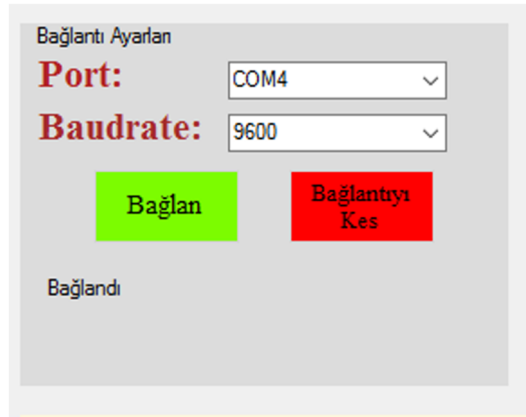 Bağlantı Ayarları
Port:
COM4
Baudrate:
9600
Bağlan
Bağlantıyı
Kes
Bağlandı